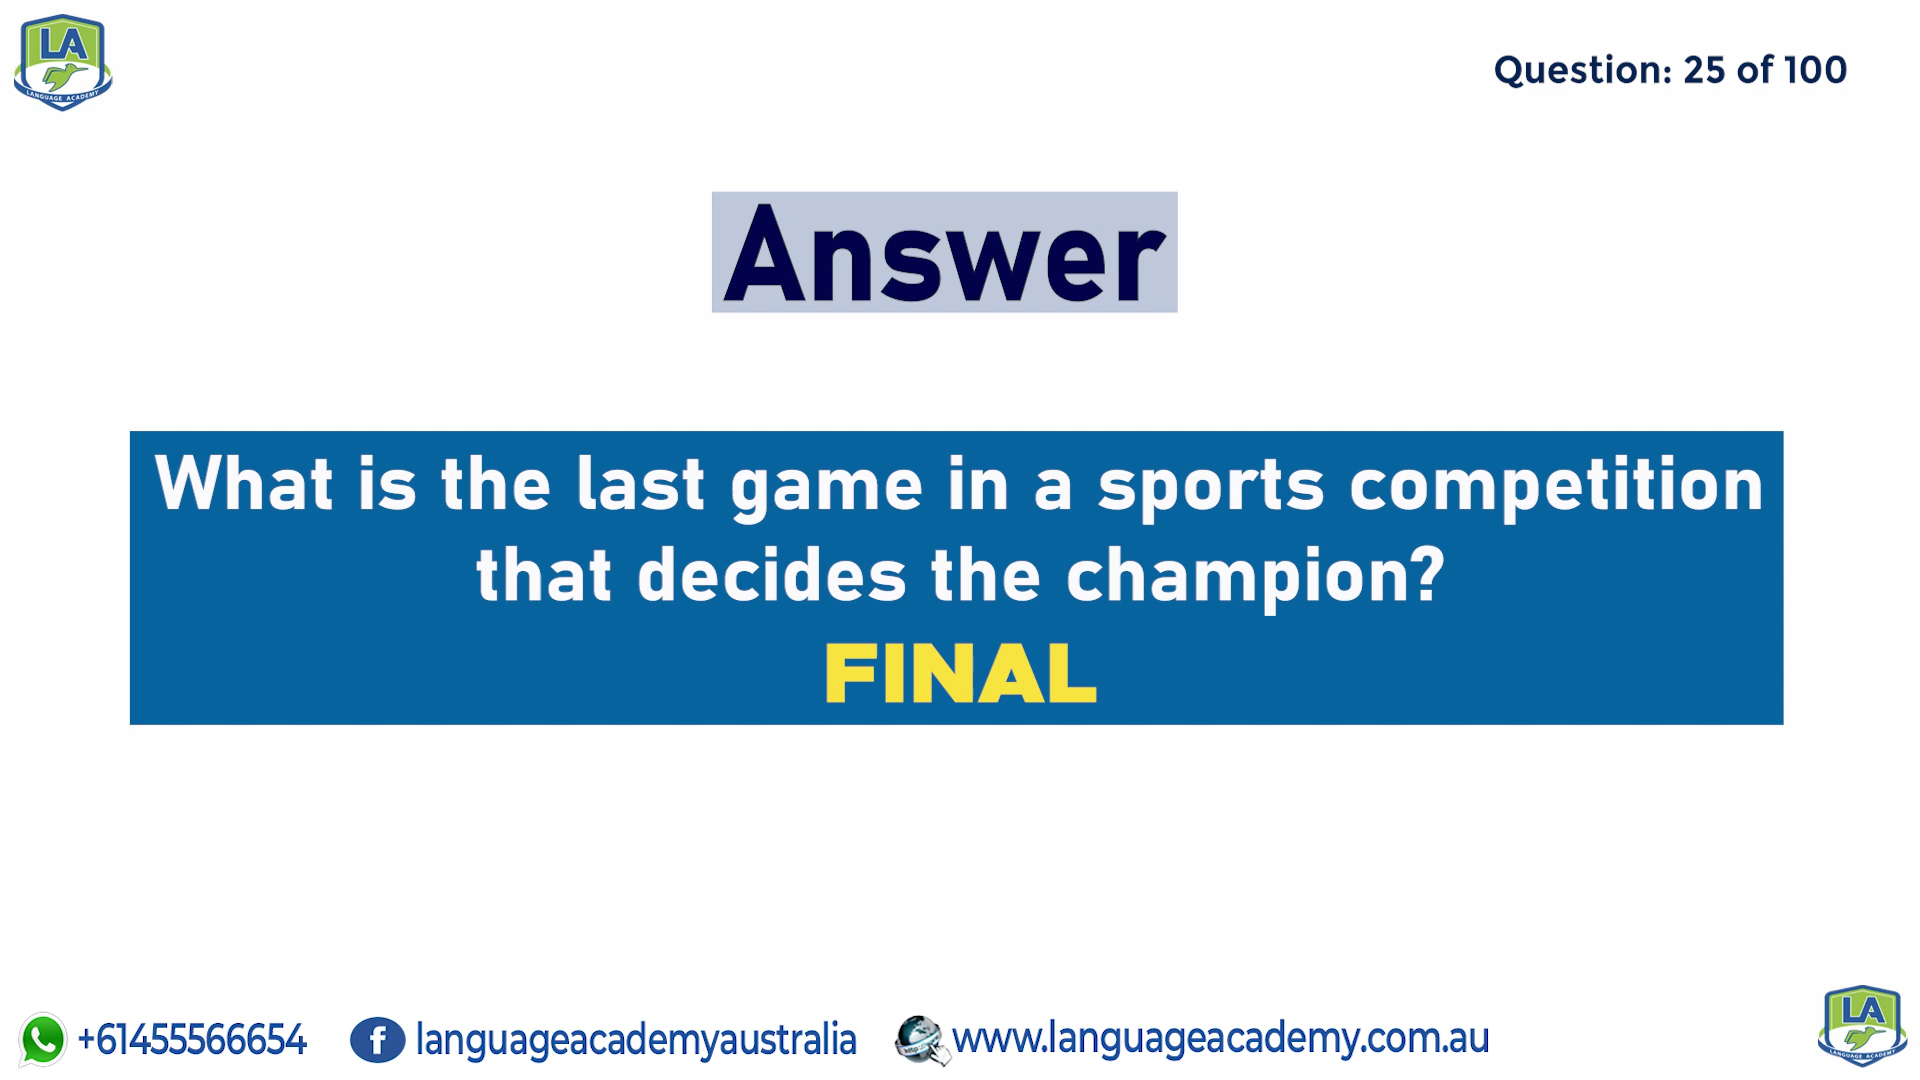 LA
LANGUAGE ACADEMY
Question: 25 of 100
Answer
What is the last game in a sports competition
that decides the champion?
FINAL
+61455566654
f languageacademyaustralia
http
www.languageacademy.com.au
LA
LANGUAGE ACADEMY